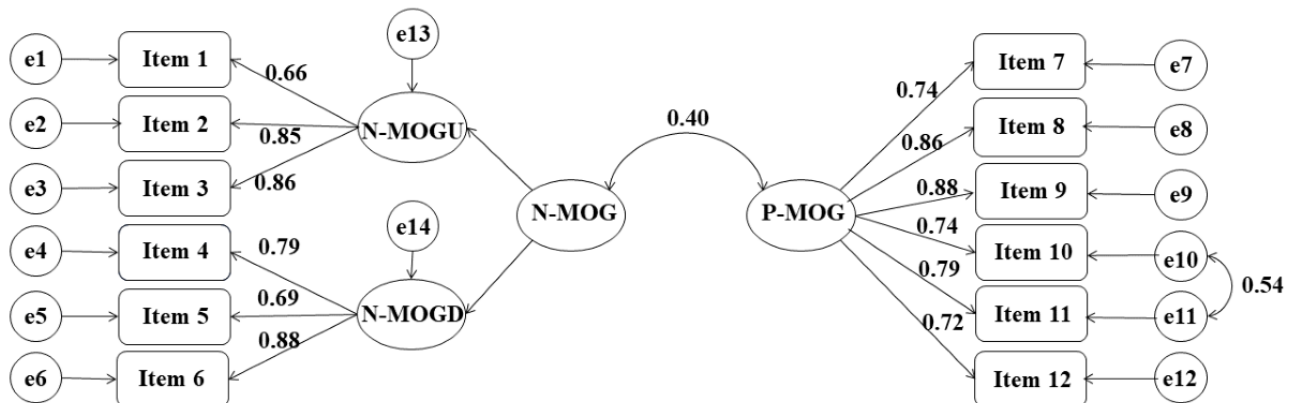 e1
Item 1
0.66
e2
Item 2
0.85
e3
Item 3
0.86
e4
Item 4
0.79
e5
Item 5
0.69
e6
Item 6
0.88
e13
N-MOGU
e14
N-MOGD
N-MOG
0.40
P-MOG
0.74
Item 7
e7
0.86
Item 8
e8
0.88
Item 9
e9
0.74
Item 10
e10
0.79
Item 11
e11
0.54
0.72
Item 12
e12